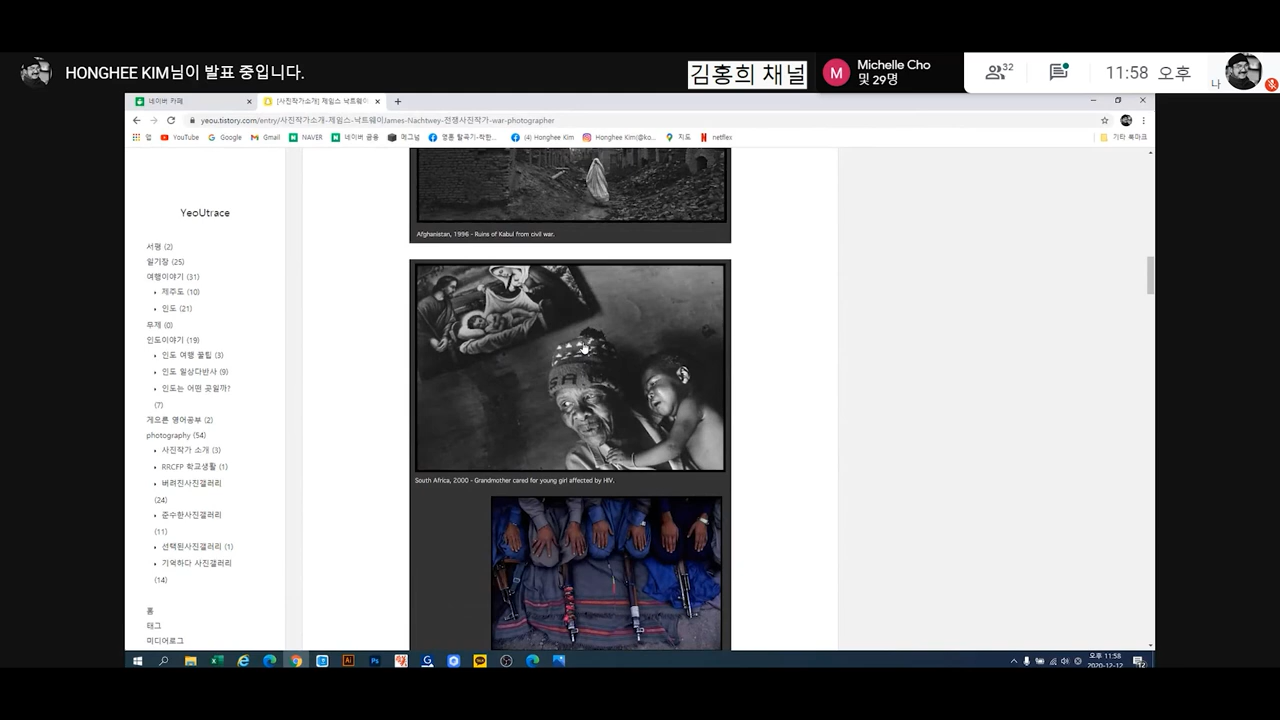 HONGHEE KIM님이 발표 중입니다.
김홍희 채널
M
Michelle Cho
및 29명
32
11:58 오후
나
네이버 카페
[사진작가소개] 제임스 낙트웨이
yeou.tistory.com/entry/사진작가소개-제임스-낙트웨이James-Nachtwey-전쟁사진작가-war-photographer
앱
YouTube
Google
Gmail
NAVER
네이버 금융
메그넘
영혼 탈곡기-착한...
(4) Honghee Kim
Honghee Kim(@ko...
지도
netflex
기타 북마크
YeoUtrace
서평 (2)
일기장 (25)
여행이야기 (31)
제주도 (10)
인도 (21)
무제 (0)
인도이야기 (19)
인도 여행 꿀팁 (3)
인도 일상다반사 (9)
인도는 어떤 곳일까?
(7)
게으른 영어공부 (2)
photography (54)
사진작가 소개 (3)
RRCFP 학교생활 (1)
버려진사진갤러리
(24)
준수한사진갤러리
(11)
선택된사진갤러리 (1)
기억하다 사진갤러리
(14)
홈
태그
미디어로그
Afghanistan, 1996 - Ruins of Kabul from civil war.
SA
South Africa, 2000 - Grandmother cared for young girl affected by HIV.
오후 11:58
2020-12-12